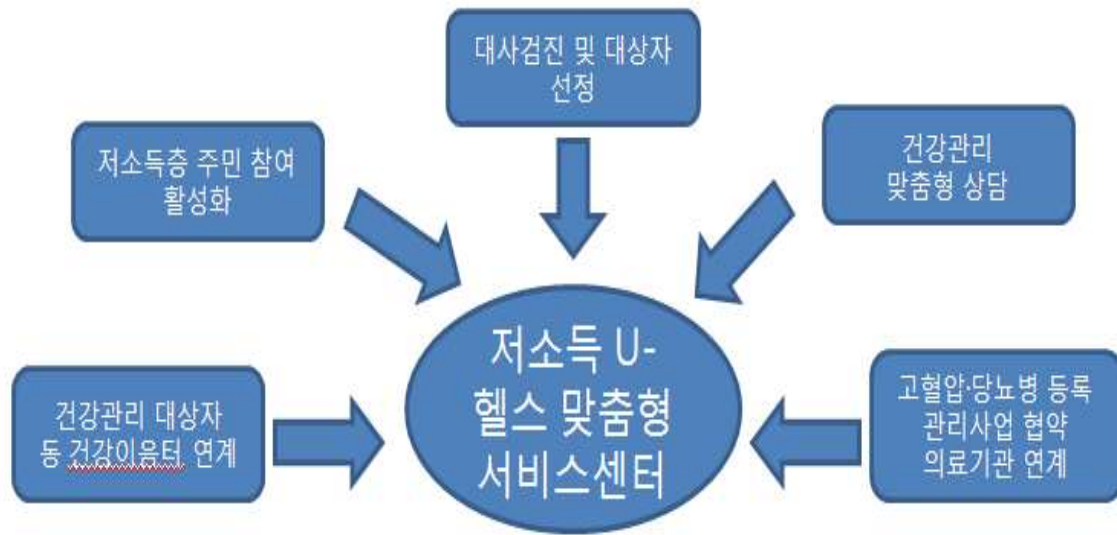 대사검진 및 대상자
선정
저소득층 주민 참여
활성화
건강관리
맞춤형 상담
저소득 U-
헬스 맞춤형
서비스센터
건강관리 대상자
동 건강이음터 연계
고혈압·당뇨병 등록
관리사업 협약
의료기관 연계